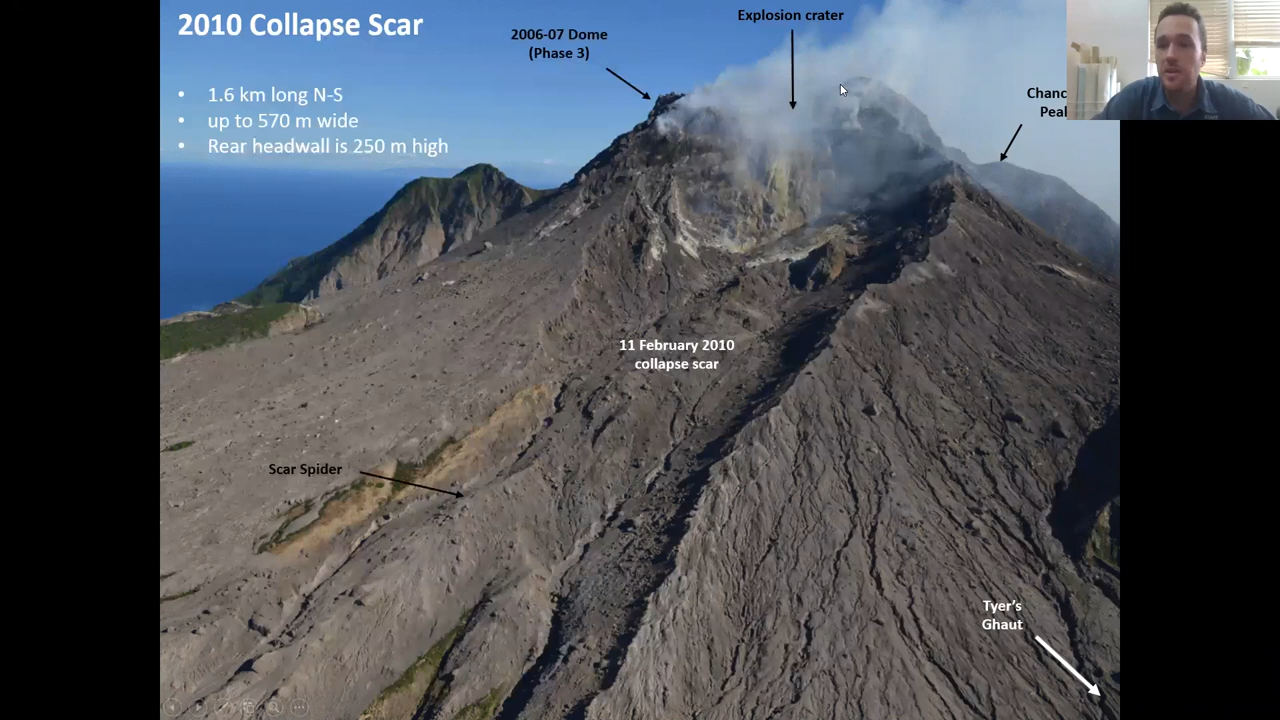 2010 Collapse Scar
• 1.6 km long N-S
• up to 570 m wide
• Rear headwall is 250 m high
2006-07 Dome
(Phase 3)
Explosion crater
11 February 2010
collapse scar
Scar Spider
Tyer's
Ghaut